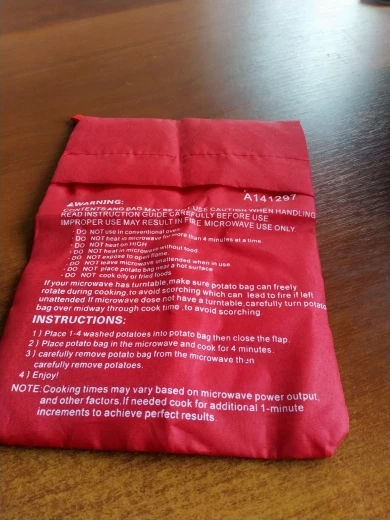 A141297
⚠WARNING:
CONTENTS AND BAG MAY BE HOT USE CAUTION WHEN HANDLING
READ INSTRUCTION GUIDE CAREFULLY BEFORE USE
IMPROPER USE MAY RESULT IN FIRE. MICROWAVE USE ONLY
· DO NOT use in conventional oven.
· DO NOT heat in microwave for more than 4 minutes at a time.
· DO NOT heat on HIGH
· DO NOT heat in microwave without food
· DO NOT expose to open flame
· DO NOT leave microwave unattended when in use
· DO NOT place potato bag near a hot surface
· DO NOT cook oily or fried foods
If your microwave has turntable,make sure potato bag can freely
rotate during cooking,to avoid scorching which can lead to fire if left
unattended.If microwave dose not have a turntable,carefully turn potato
bag over midway through cook time ,to avoid scorching.
INSTRUCTIONS:
1 ) Place 1-4 washed potatoes into potato bag then close the flap.
2 ) Place potato bag in the microwave and cook for 4 minutes.
3 ) carefully remove potato bag from the microwave then
carefully remove potatoes.
4 ) Enjoy!
NOTE:Cooking times may vary based on microwave power output,
and other factors.If needed cook for additional 1-minute
increments to achieve perfect results